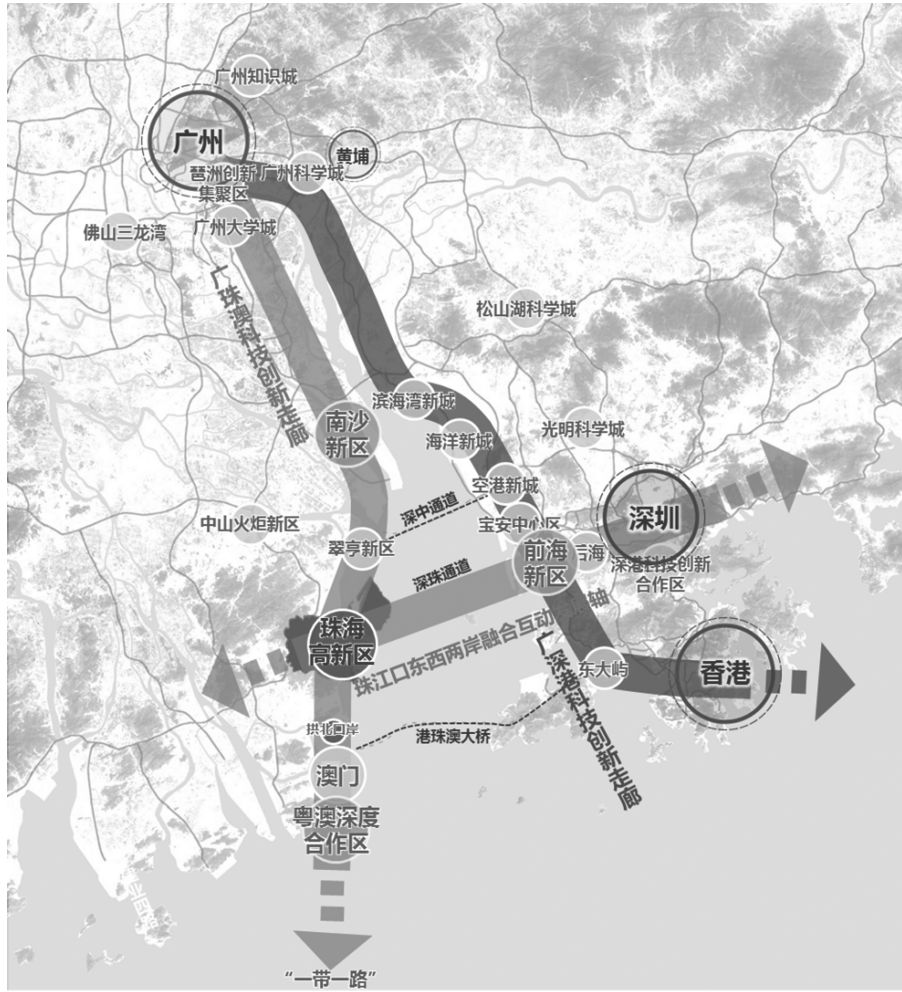 广州知识城
广州
黄埔
琶洲创新
集聚区
广州科学城
广州大学城
佛山三龙湾
广珠澳科技创新走廊
松山湖科学城
滨海湾新城
南沙
新区
海洋新城
光明科学城
空港新城
深中通道
宝安中心区
深圳
中山火炬新区
翠亨新区
前海
新区
后海
深港科技创新
合作区
深珠通道
珠海
高新区
珠江口东西两岸融合互动
轴
广深港科技创新走廊
东大屿
香港
拱北口岸
港珠澳大桥
澳门
粤澳深度
合作区
“一带一路”